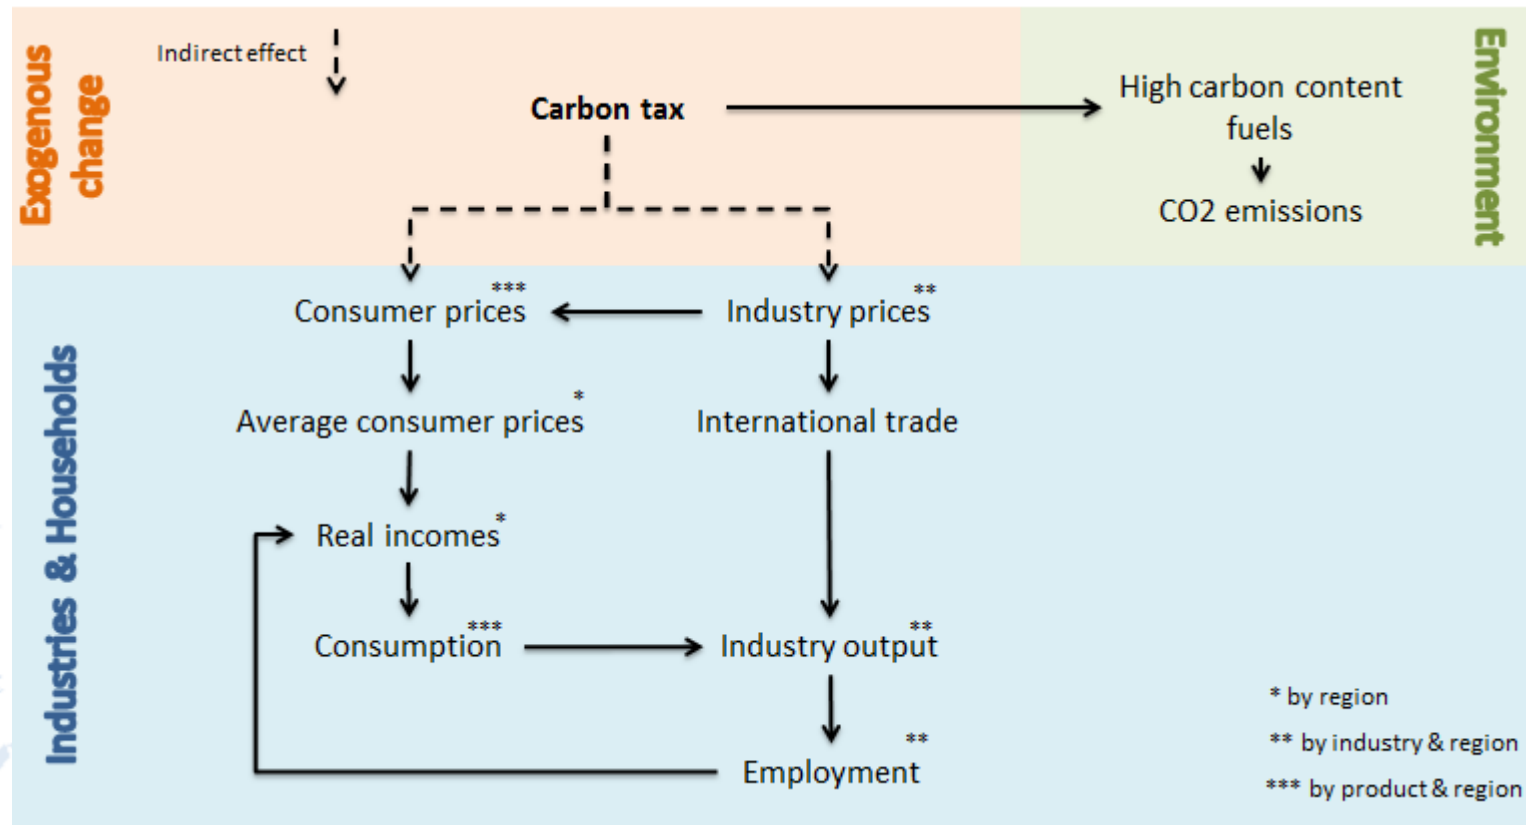 Exogenous
change
Indirect effect
Carbon tax
High carbon content
fuels
CO2 emissions
Environment
Industries & Households
Consumer prices***
Industry prices**
Average consumer prices*
International trade
Real incomes*
Consumption***
Industry output**
Employment**
* by region
** by industry & region
*** by product & region